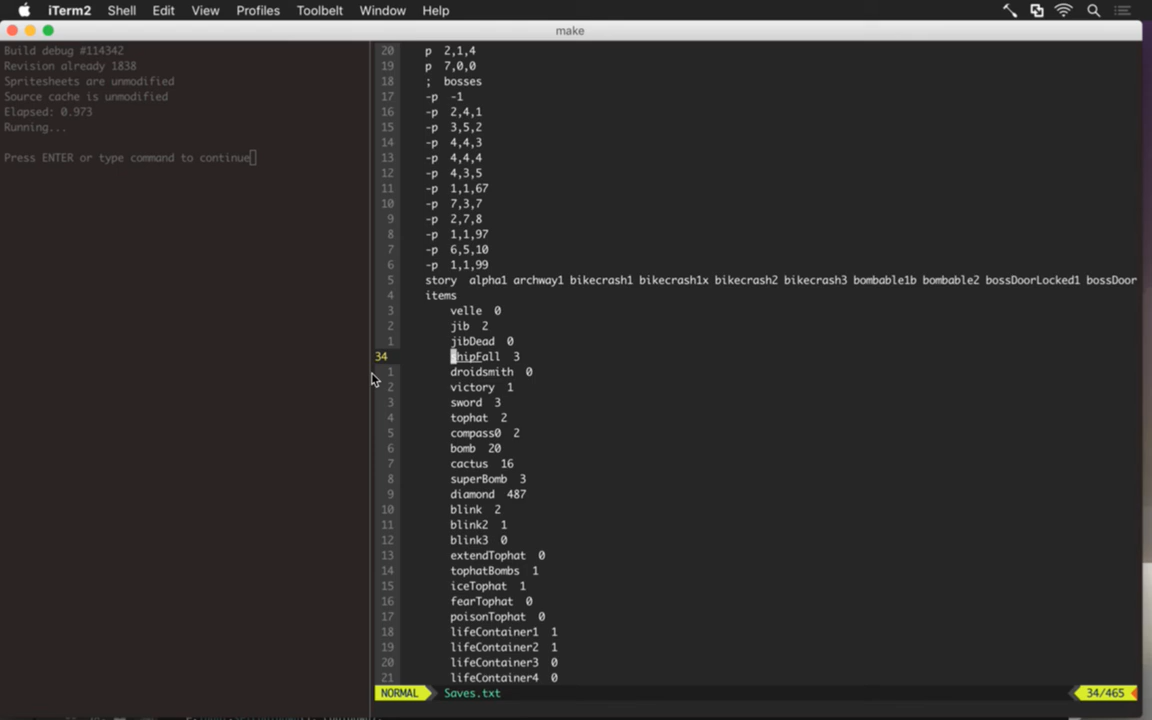 iTerm2 Shell Edit View Profiles Toolbelt Window Help
make
Build debug #114342
Revision already 1838
Spritesheets are unmodified
Source cache is unmodified
Elapsed: 0.973
Running...
Press ENTER or type command to continue
20 p 2,1,4
19 p 7,0,0
18 ; bosses
17 -p -1
16 -p 2,4,1
15 -p 3,5,2
14 -p 4,4,3
13 -p 4,4,4
12 -p 4,3,5
11 -p 1,1,67
10 -p 7,3,7
9 -p 2,7,8
8 -p 1,1,97
7 -p 6,5,10
6 -p 1,1,99
5 story alpha1 archway1 bikecrash1 bikecrash1x bikecrash2 bikecrash3 bombable1b bombable2 bossDoorLocked1 bossDoor
4 items
3 velle 0
2 jib 2
1 jibDead 0
34 shipFall 3
1 droidsmith 0
2 victory 1
3 sword 3
4 tophat 2
5 compass0 2
6 bomb 20
7 cactus 16
8 superBomb 3
9 diamond 487
10 blink 2
11 blink2 1
12 blink3 0
13 extendTophat 0
14 tophatBombs 1
15 iceTophat 1
16 fearTophat 0
17 poisonTophat 0
18 lifeContainer1 1
19 lifeContainer2 1
20 lifeContainer3 0
21 lifeContainer4 0
NORMAL Saves.txt 34/465